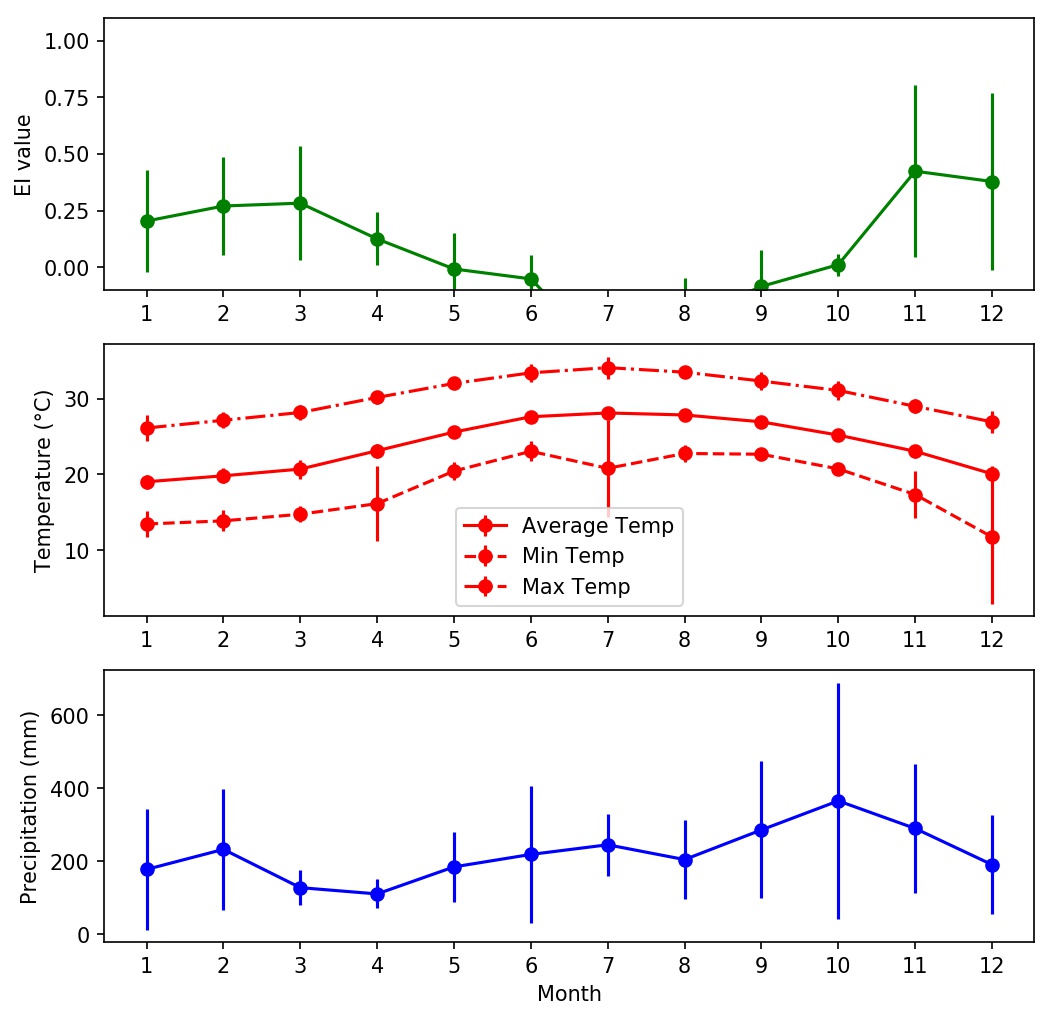 EI value
1.00
0.75
0.50
0.25
0.00
1 2 3 4 5 6 7 8 9 10 11 12
Temperature (°C)
30
20
10
Average Temp
Min Temp
Max Temp
1 2 3 4 5 6 7 8 9 10 11 12
Precipitation (mm)
600
400
200
0
1 2 3 4 5 6 7 8 9 10 11 12
Month